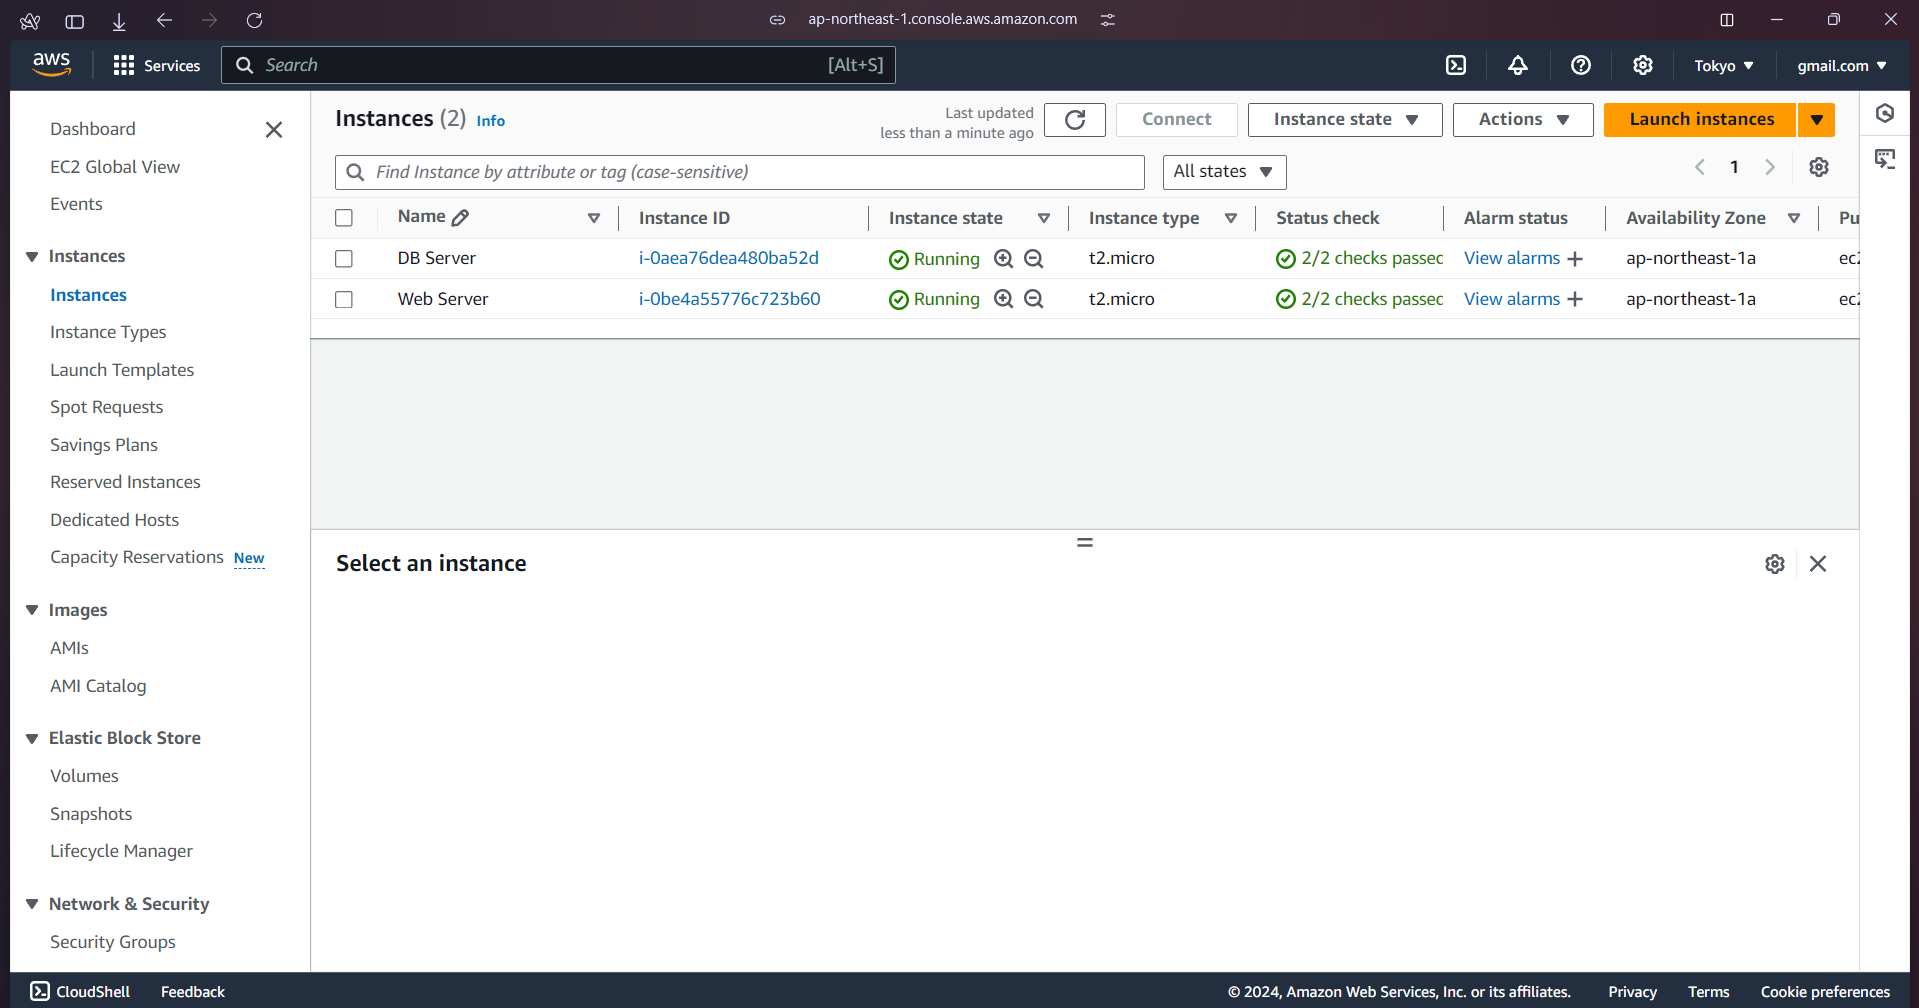 ap-northeast-1.console.aws.amazon.com
aws
Services
Search
[Alt+S]
Tokyo
gmail.com
Dashboard
EC2 Global View
Events
Instances
Instances
Instance Types
Launch Templates
Spot Requests
Savings Plans
Reserved Instances
Dedicated Hosts
Capacity Reservations New
Images
AMIs
AMI Catalog
Elastic Block Store
Volumes
Snapshots
Lifecycle Manager
Network & Security
Security Groups
Instances (2) Info
Last updated
less than a minute ago
Connect
Instance state
Actions
Launch instances
Find Instance by attribute or tag (case-sensitive)
All states
1
Name Instance ID Instance state Instance type Status check Alarm status Availability Zone Pu
DB Server i-0aea76dea480ba52d Running t2.micro 2/2 checks passed View alarms + ap-northeast-1a ec2
Web Server i-0be4a55776c723b60 Running t2.micro 2/2 checks passed View alarms + ap-northeast-1a ec2
Select an instance
CloudShell
Feedback
© 2024, Amazon Web Services, Inc. or its affiliates.
Privacy
Terms
Cookie preferences